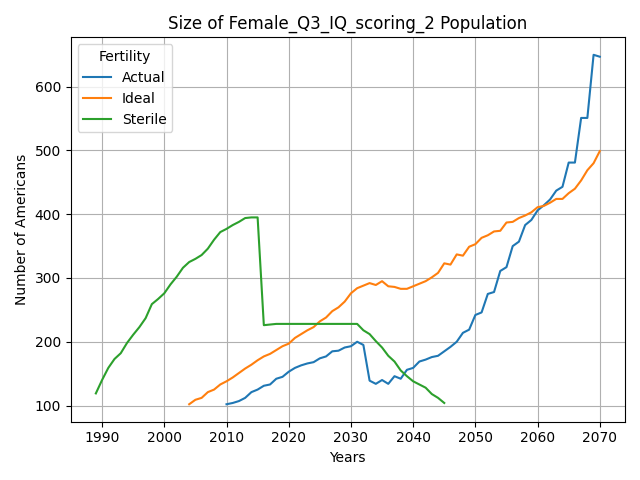 Size of Female_Q3_IQ_scoring_2 Population
Fertility
Actual
Ideal
Sterile
Number of Americans
600
500
400
300
200
100
1990 2000 2010 2020 2030 2040 2050 2060 2070
Years